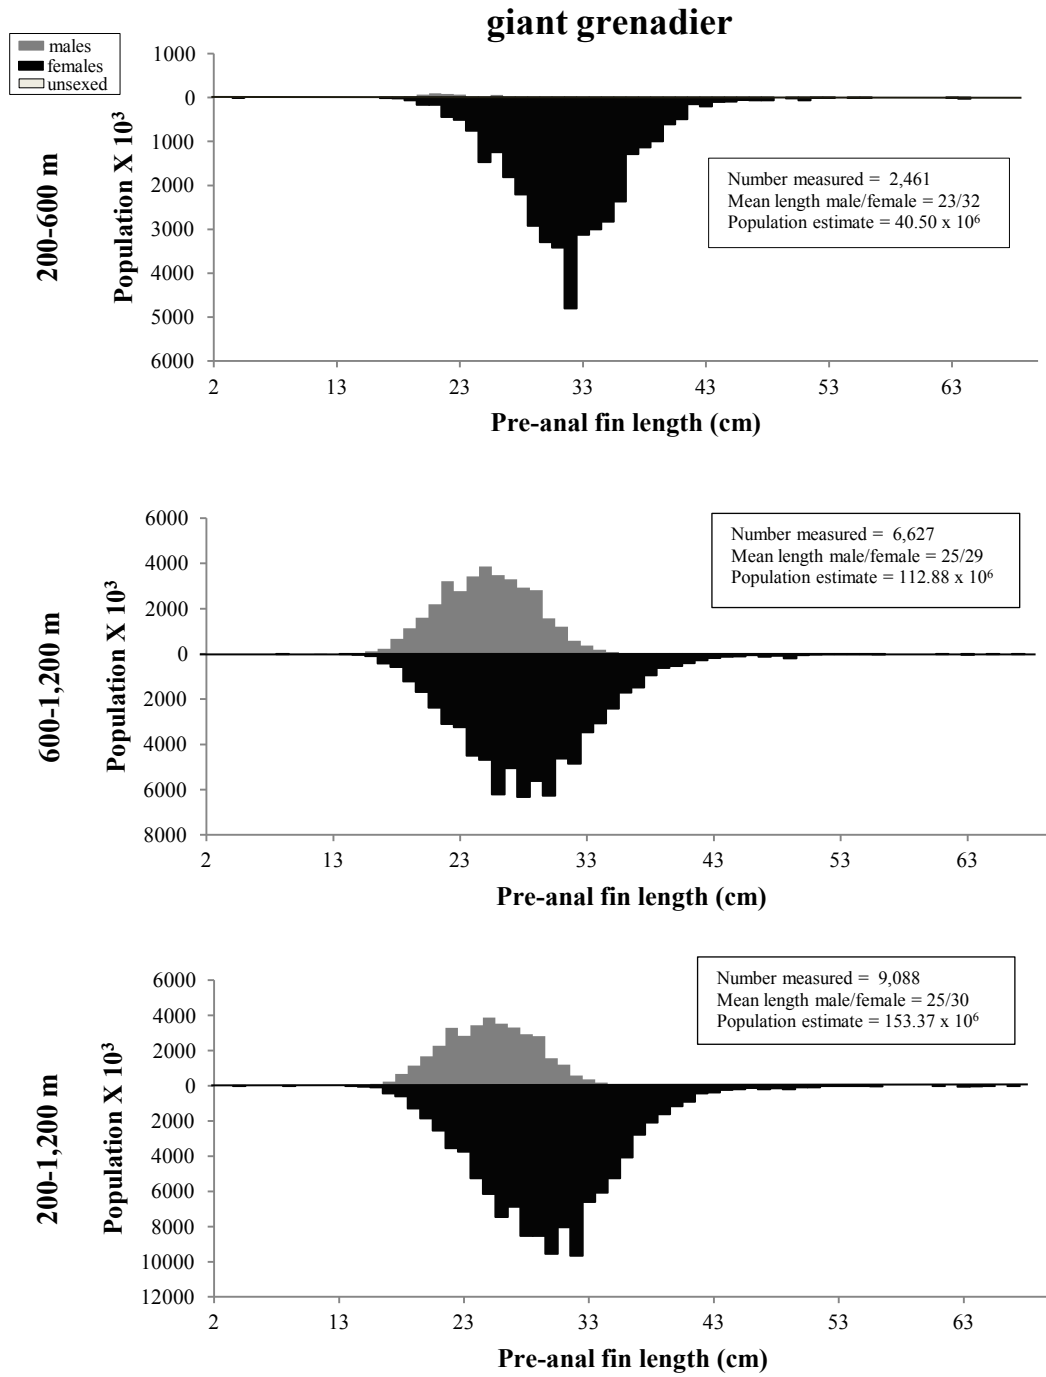 giant grenadier
males
females
unsexed
200-600 m
Population X 10³
1000
0
1000
2000
3000
4000
5000
6000
Number measured = 2,461
Mean length male/female = 23/32
Population estimate = 40.50 x 10⁶
2 13 23 33 43 53 63
Pre-anal fin length (cm)
600-1,200 m
Population X 10³
6000
4000
2000
0
2000
4000
6000
8000
Number measured = 6,627
Mean length male/female = 25/29
Population estimate = 112.88 x 10⁶
2 13 23 33 43 53 63
Pre-anal fin length (cm)
200-1,200 m
Population X 10³
6000
4000
2000
0
2000
4000
6000
8000
10000
12000
Number measured = 9,088
Mean length male/female = 25/30
Population estimate = 153.37 x 10⁶
2 13 23 33 43 53 63
Pre-anal fin length (cm)